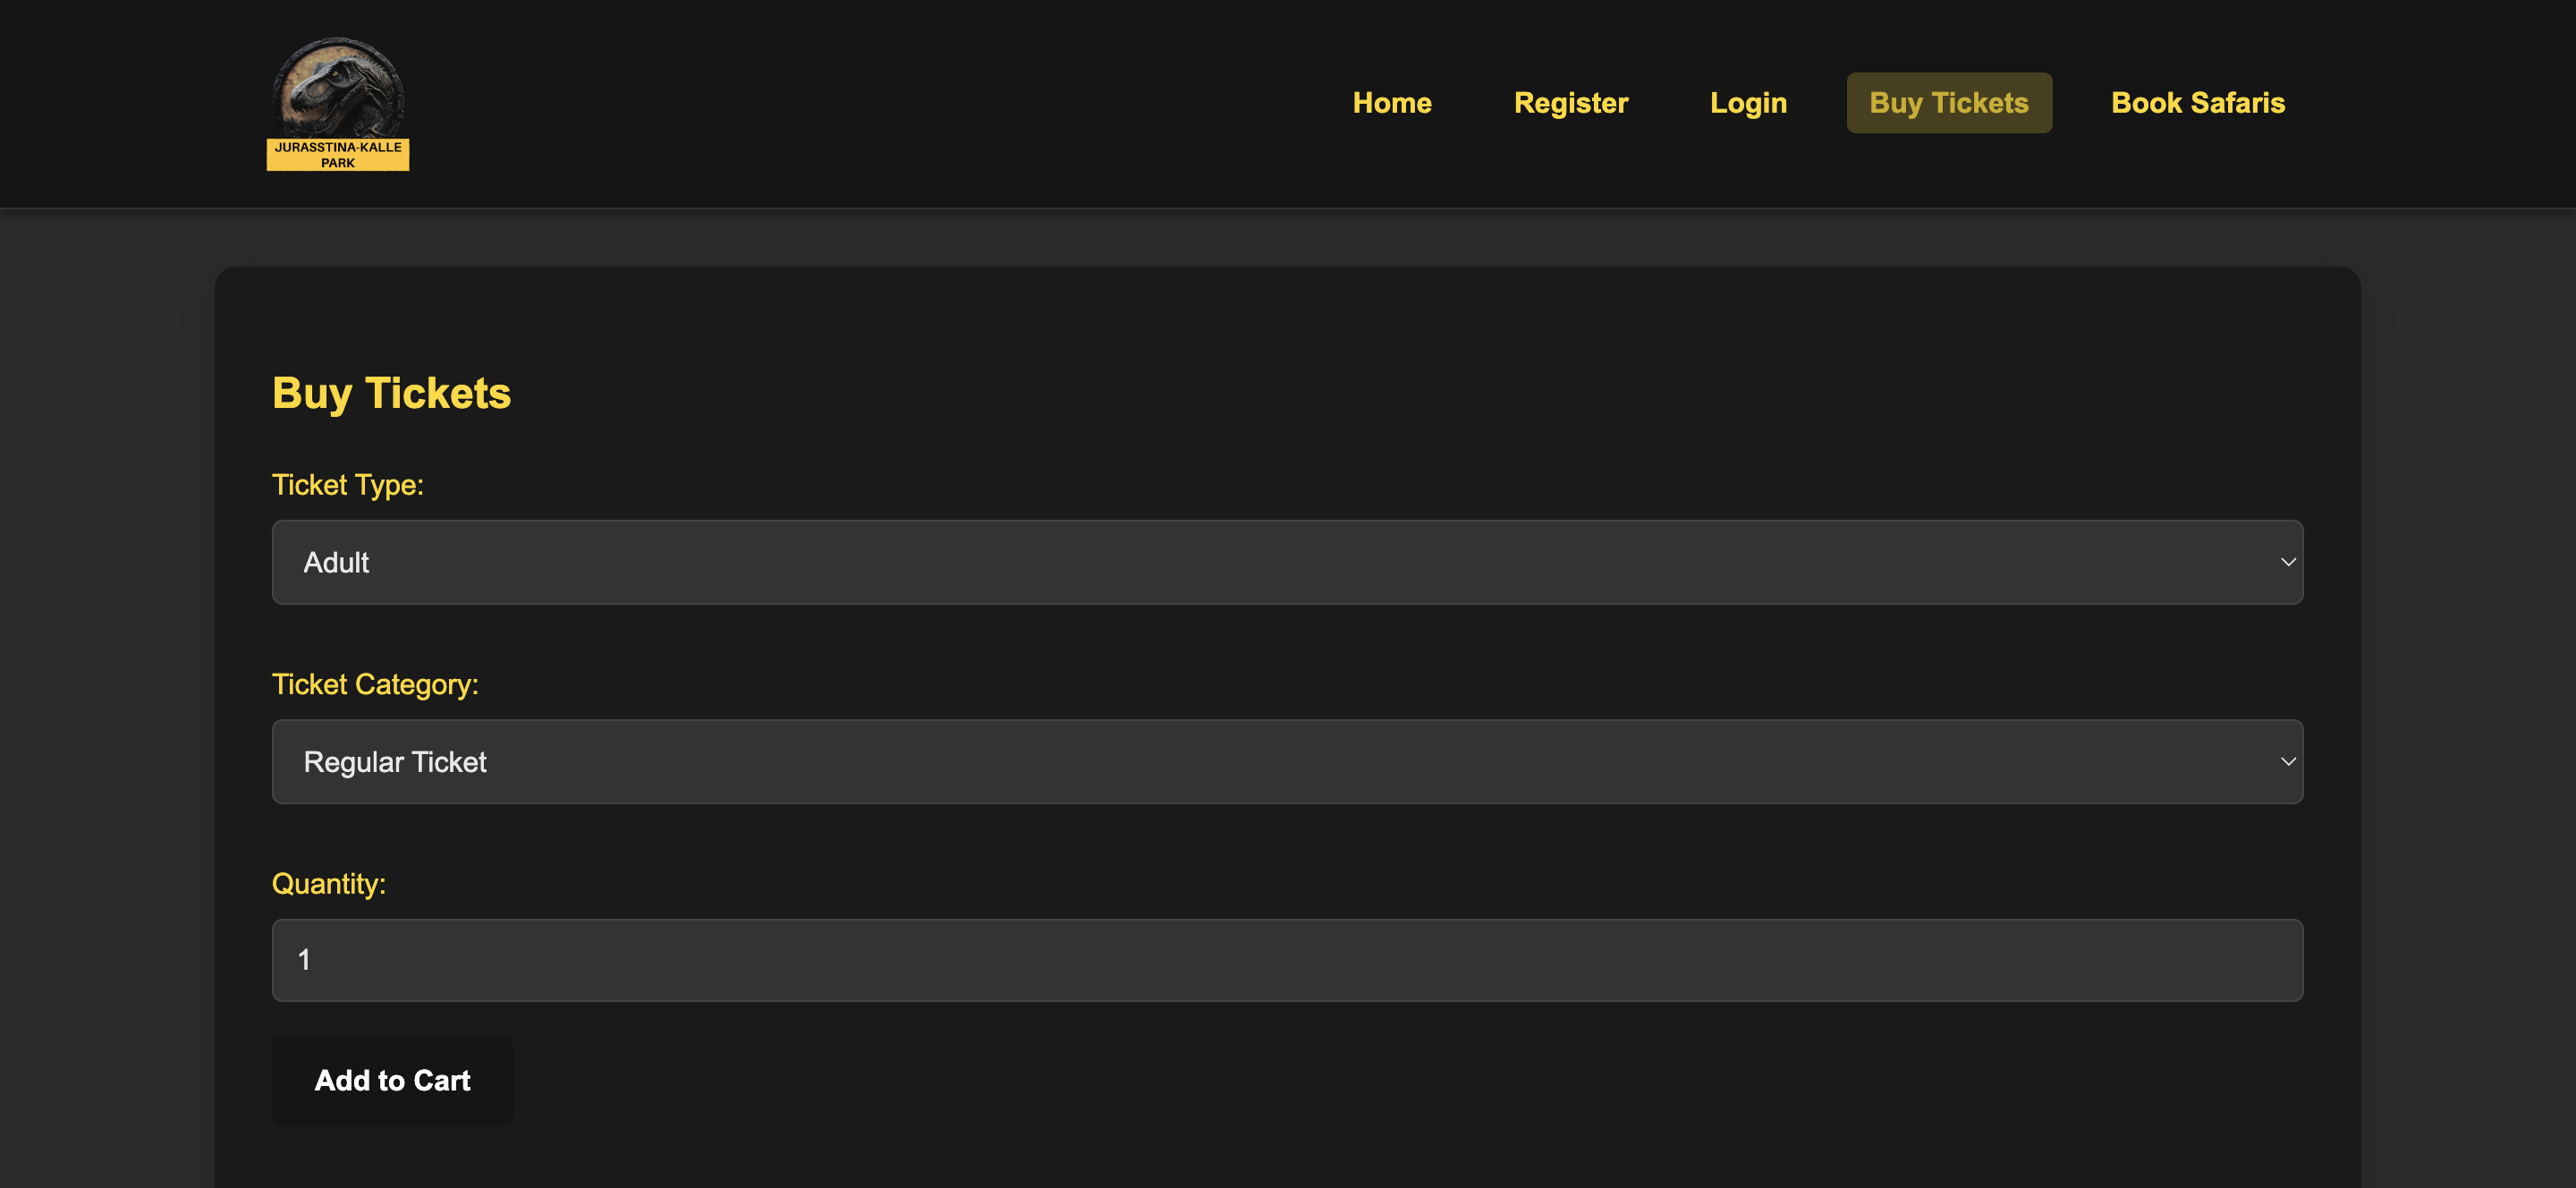 JURASSTINA-KALLE
PARK
Home
Register
Login
Buy Tickets
Book Safaris
Buy Tickets
Ticket Type:
Adult
Ticket Category:
Regular Ticket
Quantity:
1
Add to Cart